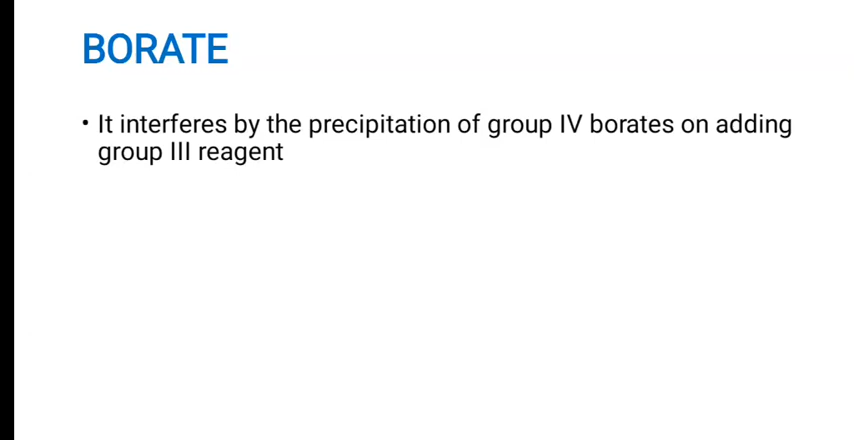 BORATE
• It interferes by the precipitation of group IV borates on adding
group III reagent